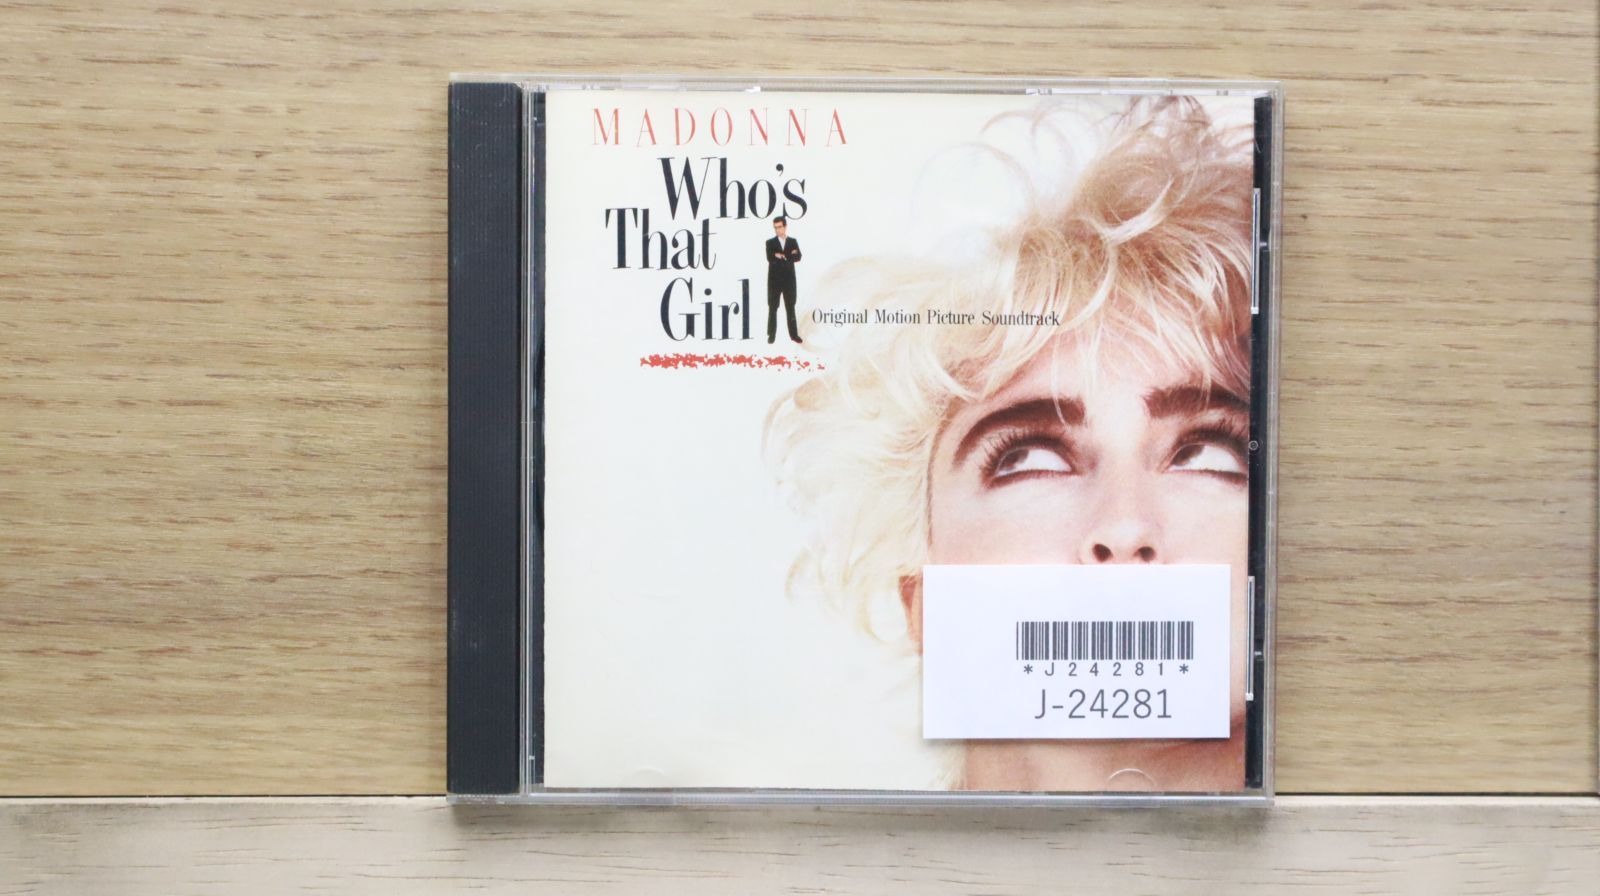 MADONNA
Who's
That
Girl
Original Motion Picture Soundtrack
*J24281*
J-24281